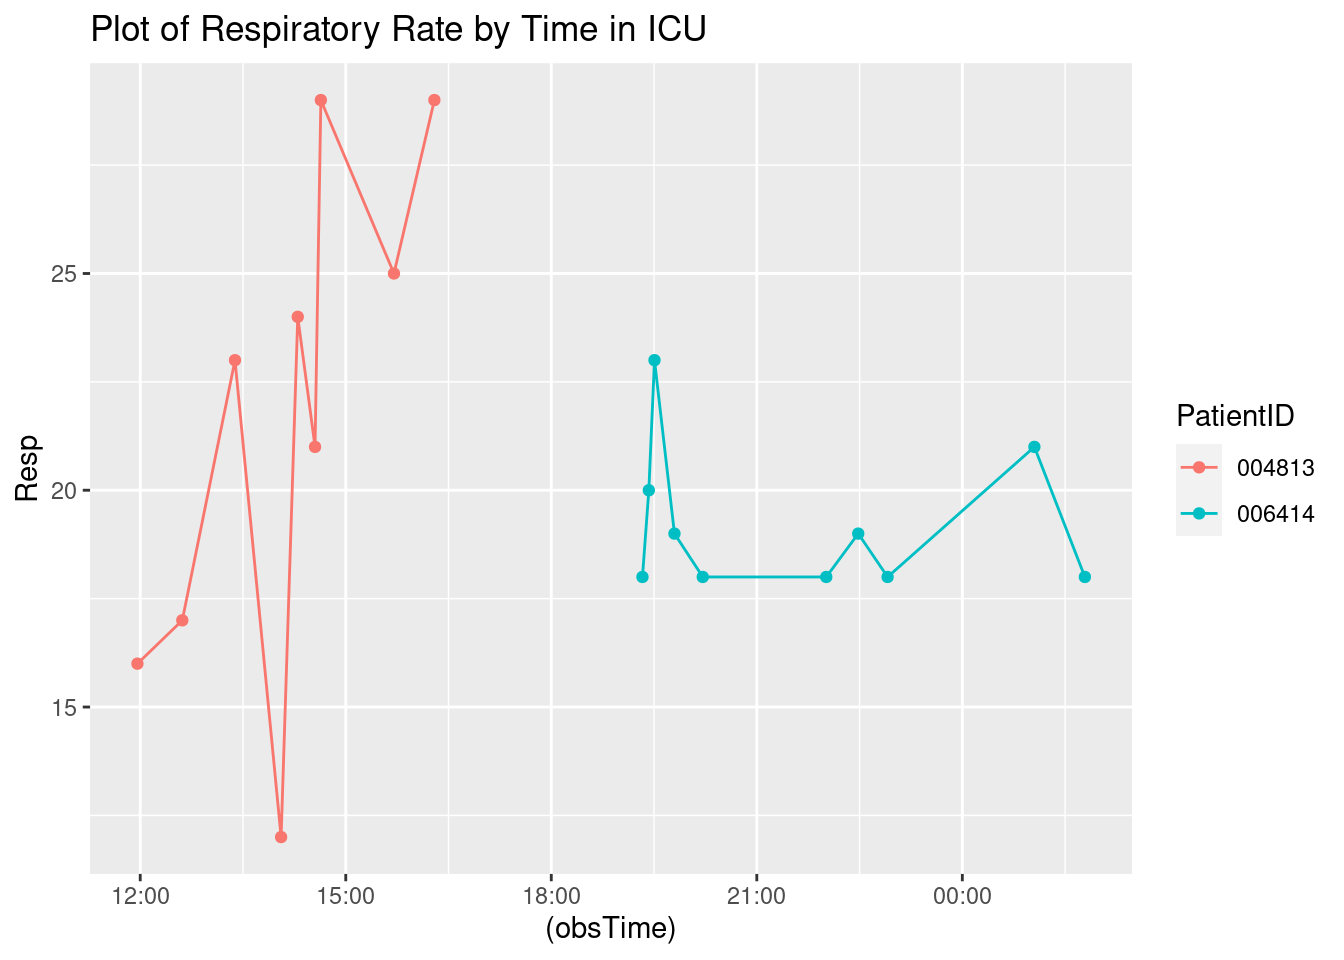 Plot of Respiratory Rate by Time in ICU
Resp
25
20
15
12:00 15:00 18:00 21:00 00:00
(obsTime)
PatientID
004813
006414